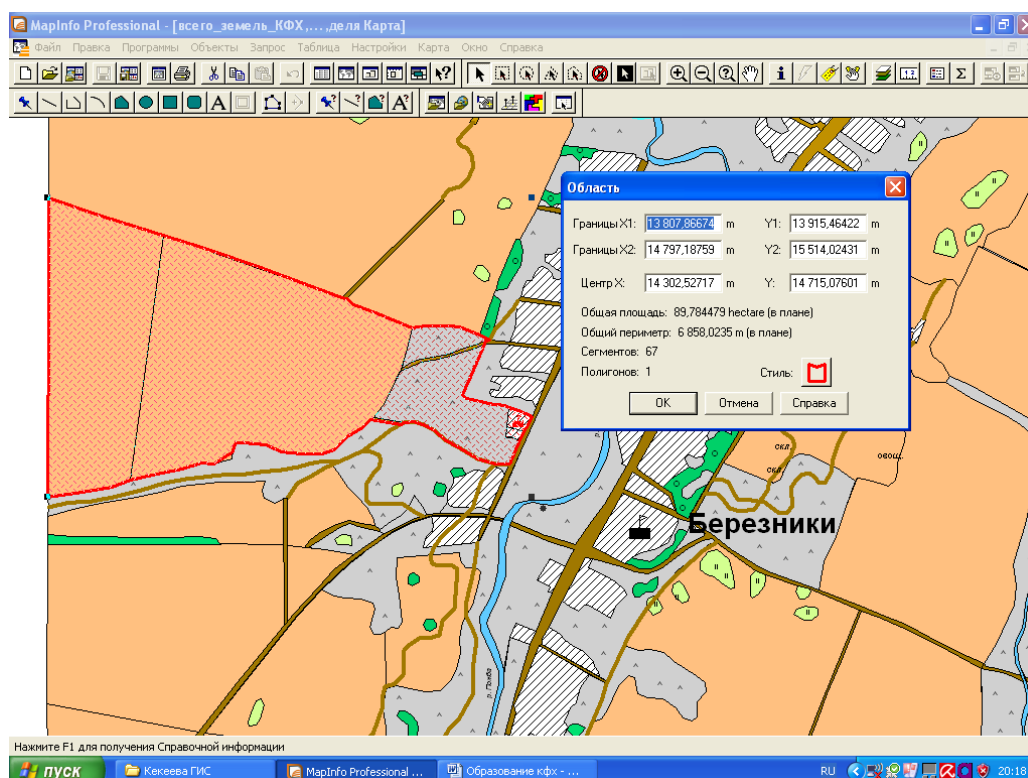 MapInfo Professional - [всего_земель_КФХ,...,деля Карта]
Файл Правка Программы Объекты Запрос Таблица Настройки Карта Окно Справка
Область
Границы X1: 13 807,86674 m Y1: 13 915,46422 m
Границы X2: 14 797,18759 m Y2: 15 514,02431 m
Центр X: 14 302,52717 m Y: 14 715,07601 m
Общая площадь: 89,784479 hectare (в плане)
Общий периметр: 6 858,0235 m (в плане)
Сегментов: 67
Полигонов: 1 Стиль:
OK Отмена Справка
скл.
овощ.
скл.
Березники
Нажмите F1 для получения Справочной информации
пуск Кекеева ГИС MapInfo Professional ... Образование кфх - ... RU 20:18